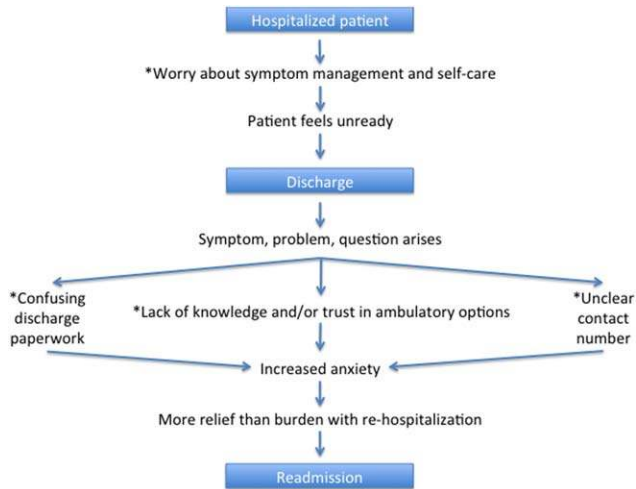 Hospitalized patient
*Worry about symptom management and self-care
Patient feels unready
Discharge
Symptom, problem, question arises
*Confusing
discharge
paperwork
*Lack of knowledge and/or trust in ambulatory options
*Unclear
contact
number
Increased anxiety
More relief than burden with re-hospitalization
Readmission